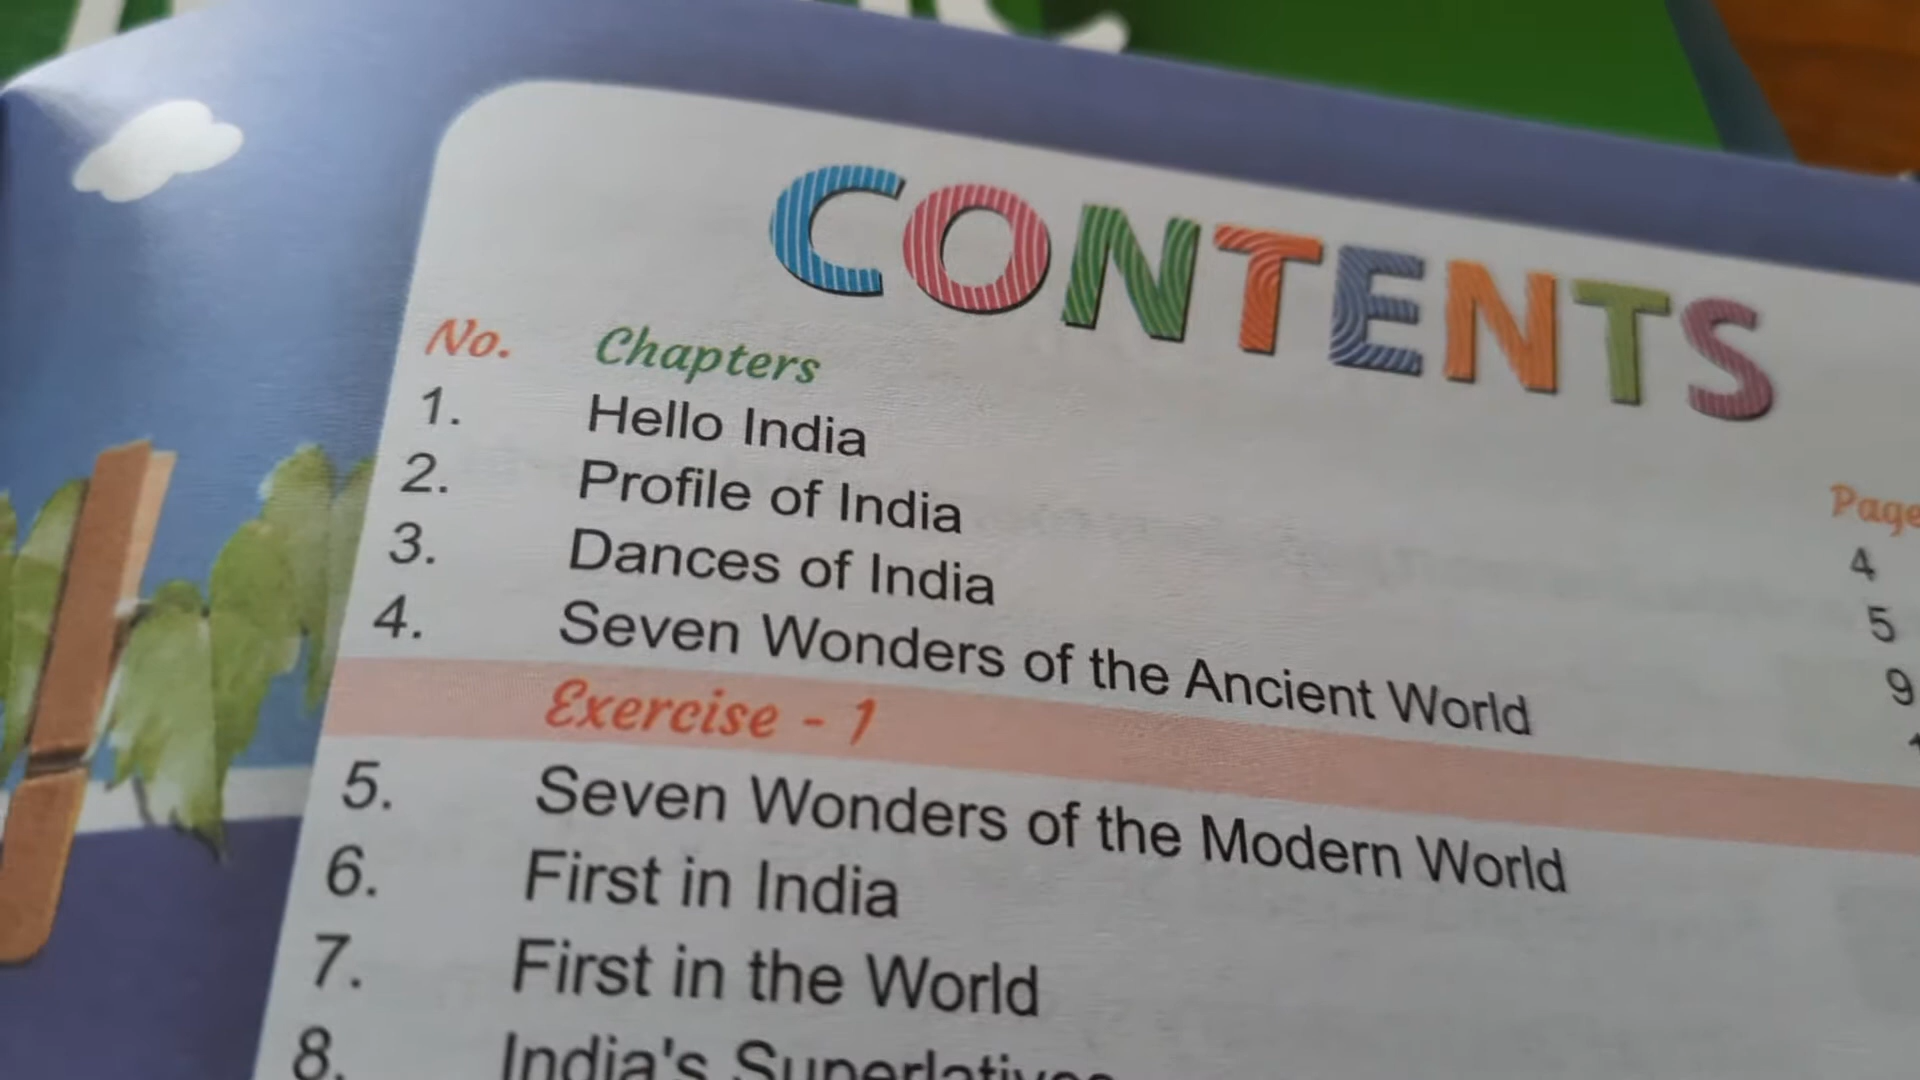 CONTENTS
No. Chapters Page
1. Hello India 4
2. Profile of India 5
3. Dances of India 9
4. Seven Wonders of the Ancient World
Exercise - 1
5. Seven Wonders of the Modern World
6. First in India
7. First in the World
8. India's Superlatives